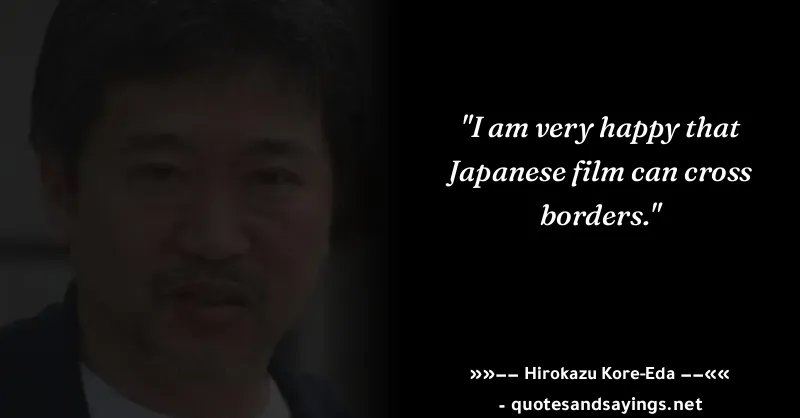 "I am very happy that
Japanese film can cross
borders."
»»−− Hirokazu Kore-Eda −−««
- quotesandsayings.net